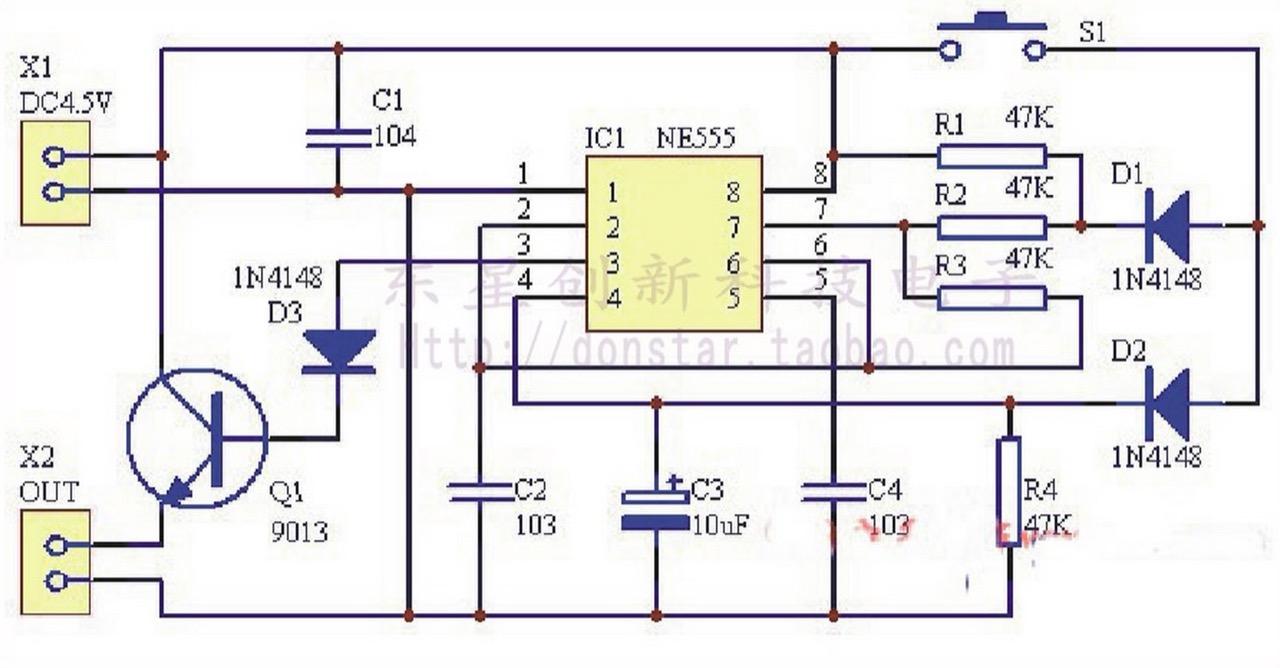 X1
DC4.5V
C1
104
IC1 NE555
S1
R1 47K
R2 47K
R3 47K
D1
1N4148
D2
1N4148
1 1 8 8
2 2 7 7
3 3 6 6
4 4 5 5
1N4148
D3
东星创新科技电子
Http://donstar.taobao.com
X2
OUT
Q1
9013
C2
103
C3
10uF
+
C4
103
R4
47K